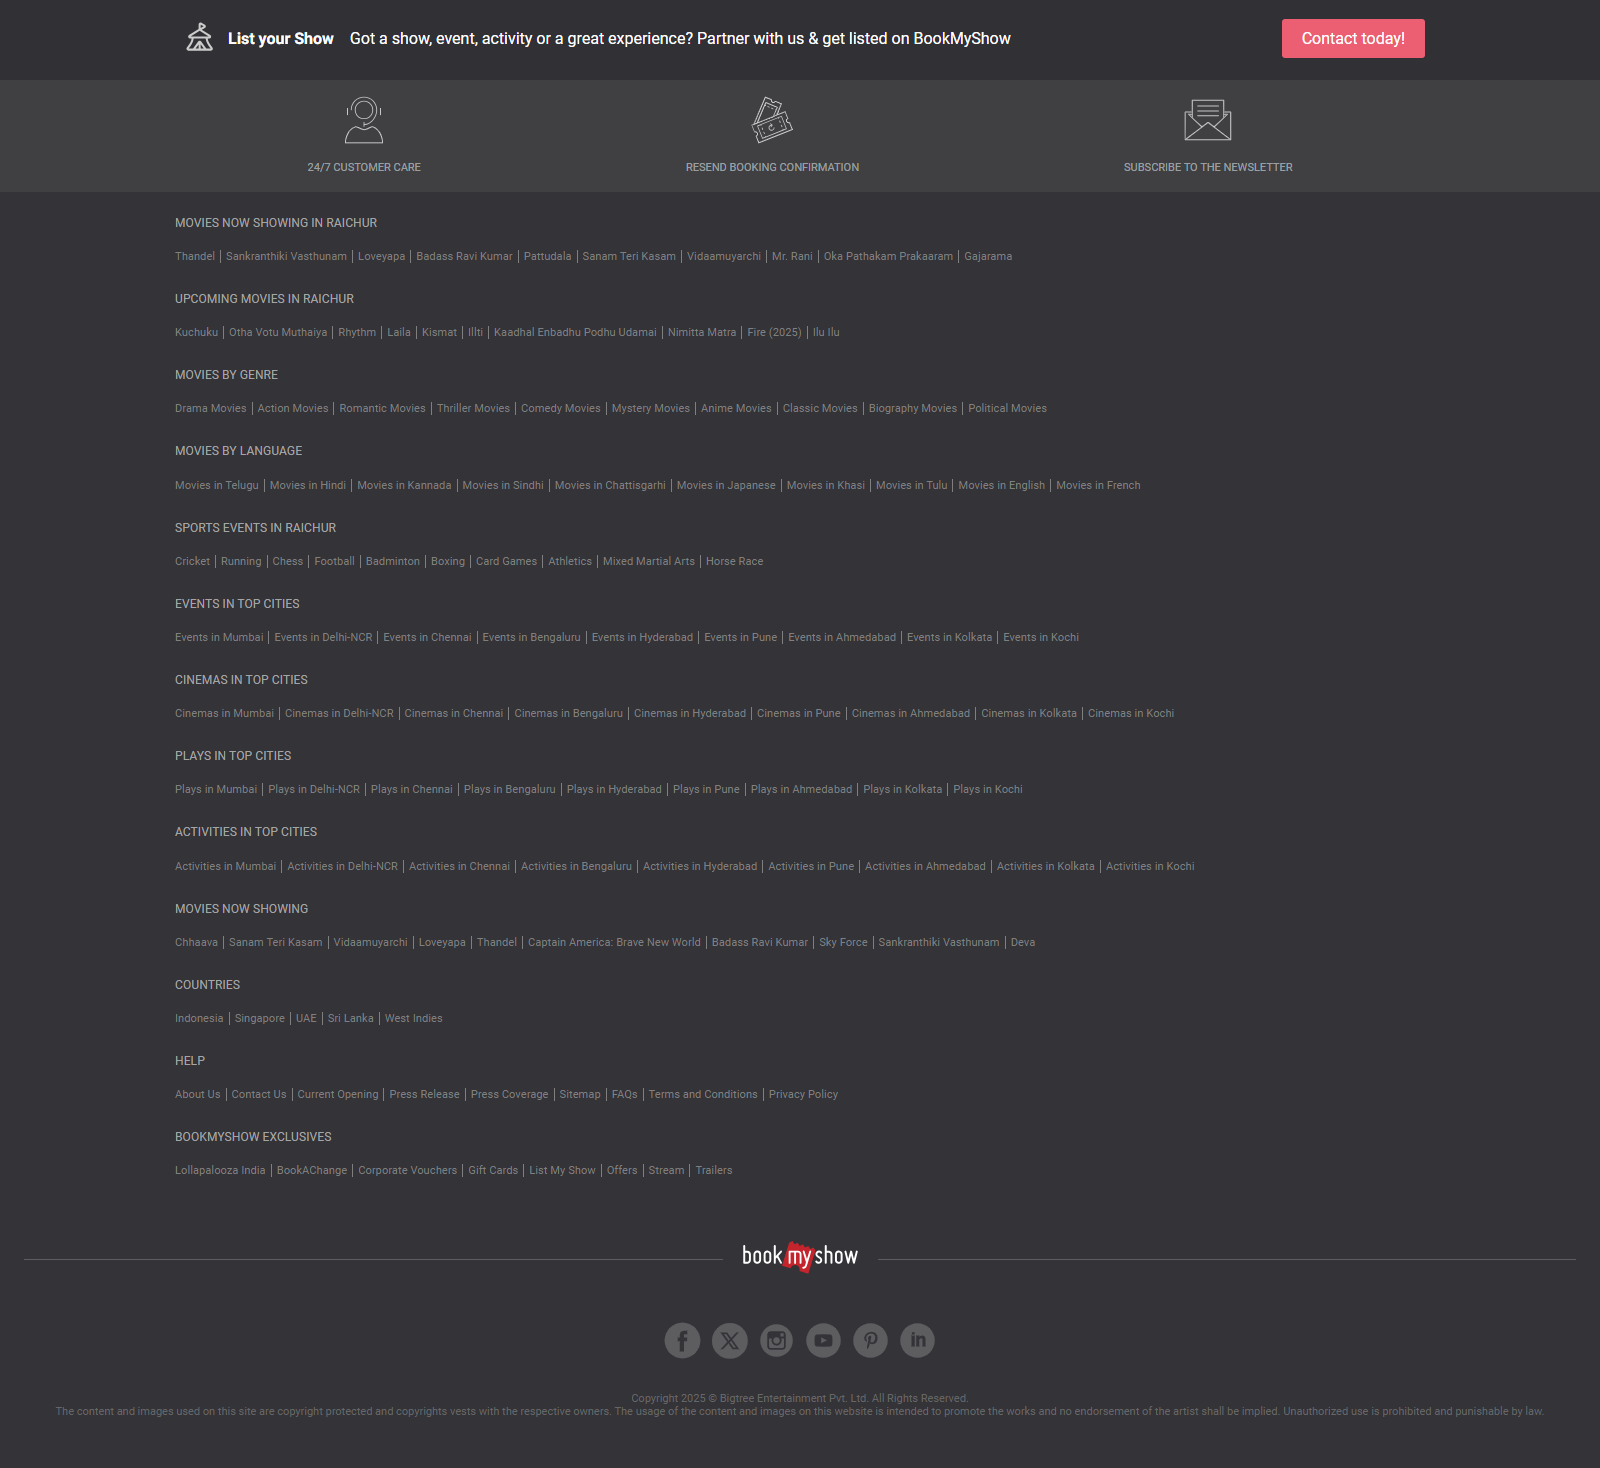 List your Show Got a show, event, activity or a great experience? Partner with us & get listed on BookMyShow Contact today!
24/7 CUSTOMER CARE RESEND BOOKING CONFIRMATION SUBSCRIBE TO THE NEWSLETTER
MOVIES NOW SHOWING IN RAICHUR
Thandel | Sankranthiki Vasthunam | Loveyapa | Badass Ravi Kumar | Pattudala | Sanam Teri Kasam | Vidaamuyarchi | Mr. Rani | Oka Pathakam Prakaaram | Gajarama
UPCOMING MOVIES IN RAICHUR
Kuchuku | Otha Votu Muthaiya | Rhythm | Laila | Kismat | Illti | Kaadhal Enbadhu Podhu Udamai | Nimitta Matra | Fire (2025) | Ilu Ilu
MOVIES BY GENRE
Drama Movies | Action Movies | Romantic Movies | Thriller Movies | Comedy Movies | Mystery Movies | Anime Movies | Classic Movies | Biography Movies | Political Movies
MOVIES BY LANGUAGE
Movies in Telugu | Movies in Hindi | Movies in Kannada | Movies in Sindhi | Movies in Chattisgarhi | Movies in Japanese | Movies in Khasi | Movies in Tulu | Movies in English | Movies in French
SPORTS EVENTS IN RAICHUR
Cricket | Running | Chess | Football | Badminton | Boxing | Card Games | Athletics | Mixed Martial Arts | Horse Race
EVENTS IN TOP CITIES
Events in Mumbai | Events in Delhi-NCR | Events in Chennai | Events in Bengaluru | Events in Hyderabad | Events in Pune | Events in Ahmedabad | Events in Kolkata | Events in Kochi
CINEMAS IN TOP CITIES
Cinemas in Mumbai | Cinemas in Delhi-NCR | Cinemas in Chennai | Cinemas in Bengaluru | Cinemas in Hyderabad | Cinemas in Pune | Cinemas in Ahmedabad | Cinemas in Kolkata | Cinemas in Kochi
PLAYS IN TOP CITIES
Plays in Mumbai | Plays in Delhi-NCR | Plays in Chennai | Plays in Bengaluru | Plays in Hyderabad | Plays in Pune | Plays in Ahmedabad | Plays in Kolkata | Plays in Kochi
ACTIVITIES IN TOP CITIES
Activities in Mumbai | Activities in Delhi-NCR | Activities in Chennai | Activities in Bengaluru | Activities in Hyderabad | Activities in Pune | Activities in Ahmedabad | Activities in Kolkata | Activities in Kochi
MOVIES NOW SHOWING
Chhaava | Sanam Teri Kasam | Vidaamuyarchi | Loveyapa | Thandel | Captain America: Brave New World | Badass Ravi Kumar | Sky Force | Sankranthiki Vasthunam | Deva
COUNTRIES
Indonesia | Singapore | UAE | Sri Lanka | West Indies
HELP
About Us | Contact Us | Current Opening | Press Release | Press Coverage | Sitemap | FAQs | Terms and Conditions | Privacy Policy
BOOKMYSHOW EXCLUSIVES
Lollapalooza India | BookAChange | Corporate Vouchers | Gift Cards | List My Show | Offers | Stream | Trailers
book my show
Copyright 2025 © Bigtree Entertainment Pvt. Ltd. All Rights Reserved.
The content and images used on this site are copyright protected and copyrights vests with the respective owners. The usage of the content and images on this website is intended to promote the works and no endorsement of the artist shall be implied. Unauthorized use is prohibited and punishable by law.